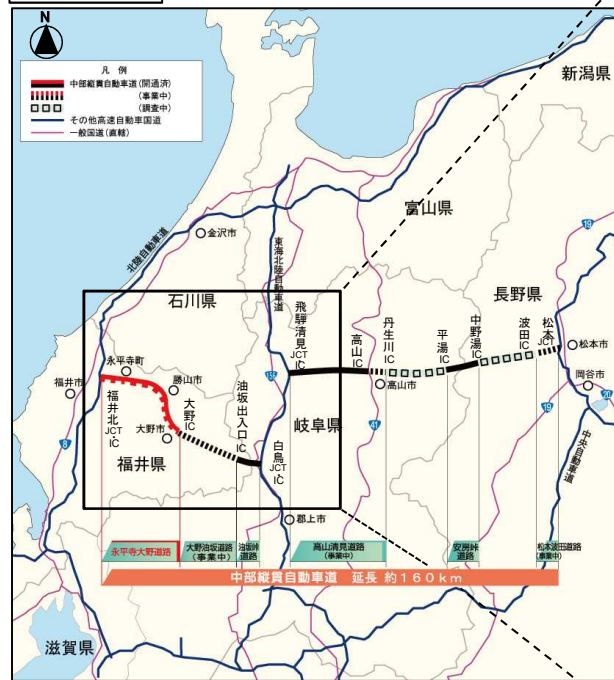 N
凡 例
中部縦貫自動車道 (開通済)
(事業中)
(調査中)
その他高速自動車国道
一般国道(直轄)
新潟県
富山県
19
金沢市
北陸自動車道
東海北陸自動車道
石川県
長野県
飛騨清見JCT・IC
高山IC
丹生川IC
平湯IC
中ノ湯IC
波田IC
松本JCT
松本市
岡谷市
20
永平寺町
福井市
勝山市
156
高山市
19
福井北JCT・IC
大野市
大野IC
油坂出入口・IC
岐阜県
41
8
福井県
白鳥JCT・IC
中央自動車道
郡上市
永平寺大野道路
大野油坂道路
(事業中)
油坂峠
道路
高山清見道路
(事業中)
安房峠
道路
松本波田道路
(事業中)
中部縦貫自動車道 延長 約160km
滋賀県